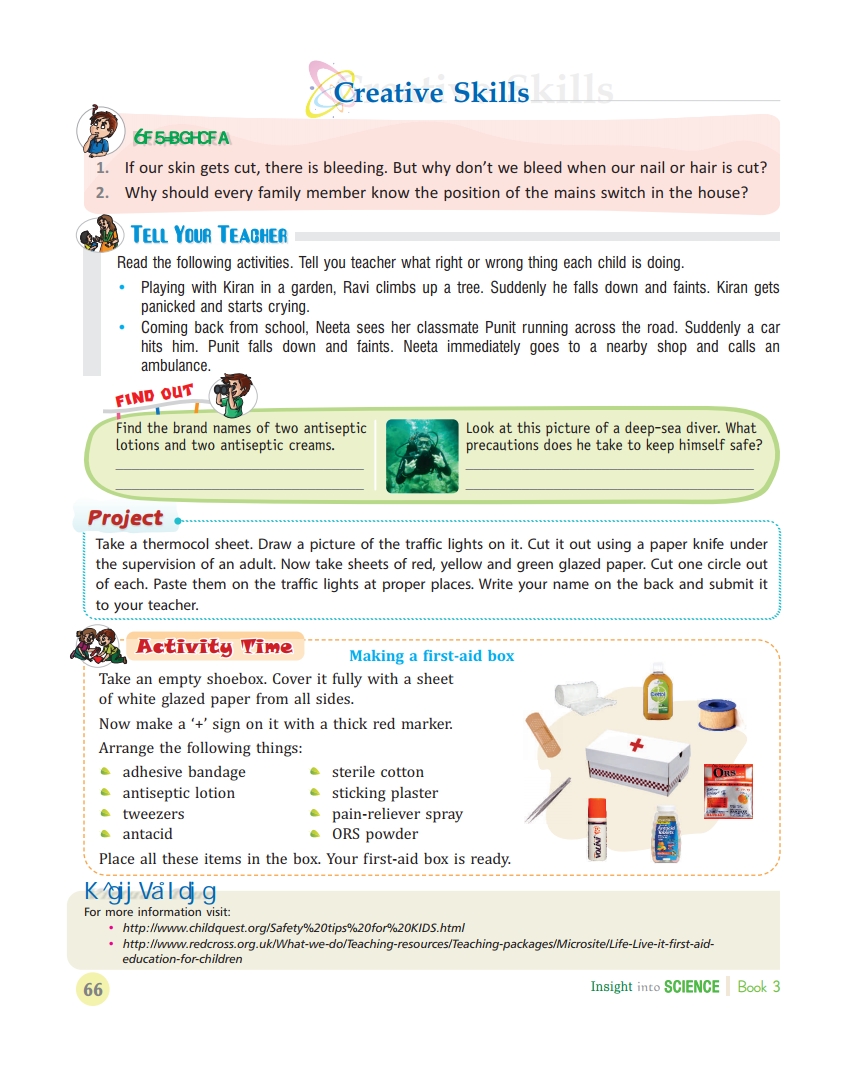 Creative Skills
6F5=BGHCFA
1. If our skin gets cut, there is bleeding. But why don't we bleed when our nail or hair is cut?
2. Why should every family member know the position of the mains switch in the house?
TELL YOUR TEACHER
Read the following activities. Tell you teacher what right or wrong thing each child is doing.
• Playing with Kiran in a garden, Ravi climbs up a tree. Suddenly he falls down and faints. Kiran gets
panicked and starts crying.
• Coming back from school, Neeta sees her classmate Punit running across the road. Suddenly a car
hits him. Punit falls down and faints. Neeta immediately goes to a nearby shop and calls an
ambulance.
FIND OUT
Find the brand names of two antiseptic
lotions and two antiseptic creams.
Look at this picture of a deep-sea diver. What
precautions does he take to keep himself safe?
Project
Take a thermocol sheet. Draw a picture of the traffic lights on it. Cut it out using a paper knife under
the supervision of an adult. Now take sheets of red, yellow and green glazed paper. Cut one circle out
of each. Paste them on the traffic lights at proper places. Write your name on the back and submit it
to your teacher.
Activity Time
Making a first-aid box
Take an empty shoebox. Cover it fully with a sheet
of white glazed paper from all sides.
Now make a '+' sign on it with a thick red marker.
Arrange the following things:
adhesive bandage
antiseptic lotion
tweezers
antacid
sterile cotton
sticking plaster
pain-reliever spray
ORS powder
Place all these items in the box. Your first-aid box is ready.
Dettol
ORS
VOLINI
Antacid
Tablets
For more information visit:
• http://www.childquest.org/Safety%20tips%20for%20KIDS.html
• http://www.redcross.org.uk/What-we-do/Teaching-resources/Teaching-packages/Microsite/Life-Live-it-first-aid-
education-for-children
66
Insight into SCIENCE | Book 3